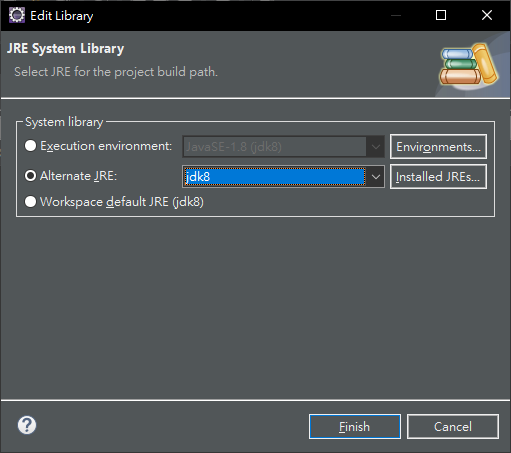 Edit Library
JRE System Library
Select JRE for the project build path.
System library
Execution environment: JavaSE-1.8 (jdk8) Environments...
Alternate JRE: jdk8 Installed JREs...
Workspace default JRE (jdk8)
? Finish Cancel